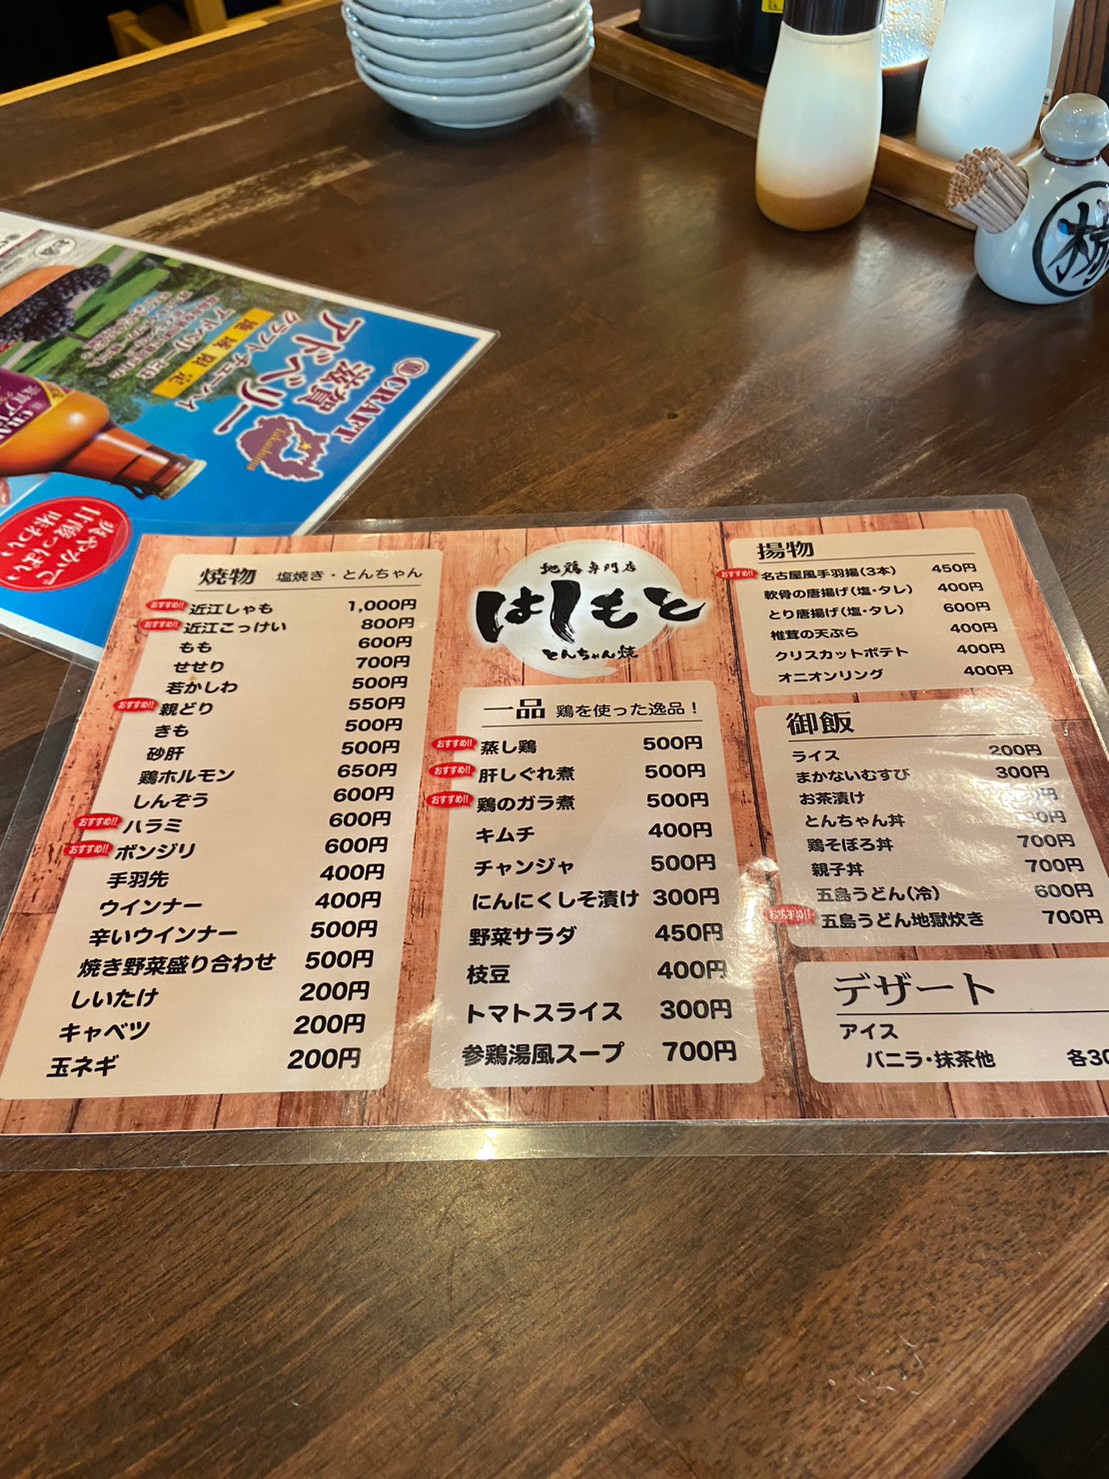 CRAFT
滋賀
アドベリー
クラフトチューハイ
地域限定
Takashima
爽やかで
甘酸っぱい
味わい
焼物 塩焼き・とんちゃん
おすすめ!! 近江しゃも 1,000円
おすすめ!! 近江こっけい 800円
もも 600円
せせり 700円
若かしわ 500円
おすすめ!! 親どり 550円
きも 500円
砂肝 500円
鶏ホルモン 650円
しんぞう 600円
おすすめ!! ハラミ 600円
おすすめ!! ボンジリ 600円
手羽先 400円
ウインナー 400円
辛いウインナー 500円
焼き野菜盛り合わせ 500円
しいたけ 200円
キャベツ 200円
玉ネギ 200円
地鶏専門店
はしもと
とんちゃん焼
一品 鶏を使った逸品！
おすすめ!! 蒸し鶏 500円
おすすめ!! 肝しぐれ煮 500円
おすすめ!! 鶏のガラ煮 500円
キムチ 400円
チャンジャ 500円
にんにくしそ漬け 300円
野菜サラダ 450円
枝豆 400円
トマトスライス 300円
参鶏湯風スープ 700円
揚物
おすすめ!! 名古屋風手羽揚(3本) 450円
軟骨の唐揚げ(塩・タレ) 400円
とり唐揚げ(塩・タレ) 600円
椎茸の天ぷら 400円
クリスカットポテト 400円
オニオンリング 400円
御飯
ライス 200円
まかないむすび 300円
お茶漬け
とんちゃん丼
鶏そぼろ丼 700円
親子丼 700円
五島うどん(冷) 600円
おすすめ!! 五島うどん地獄炊き 700円
デザート
アイス
バニラ・抹茶他 各30